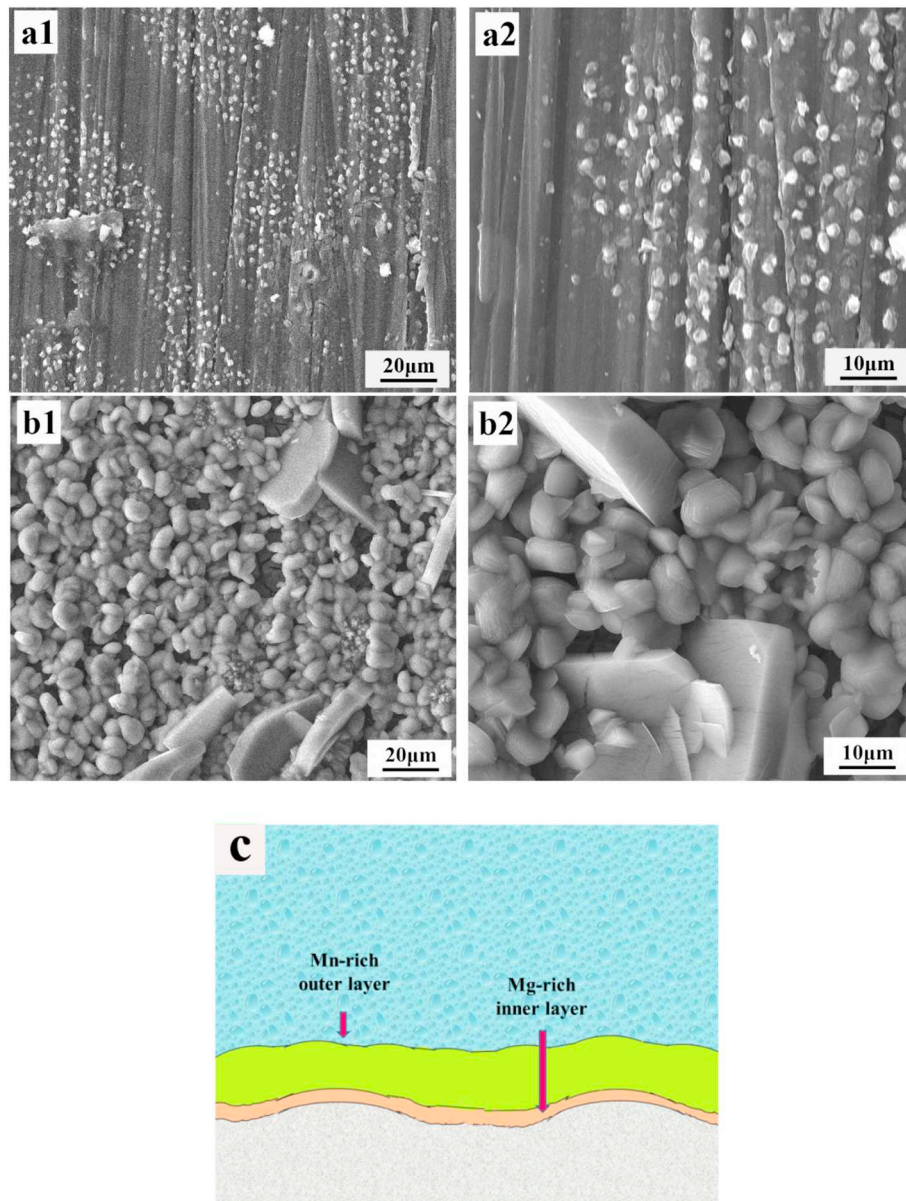 a1
a2
20μm
10μm
b1
b2
20μm
10μm
c
Mn-rich
outer layer
Mg-rich
inner layer